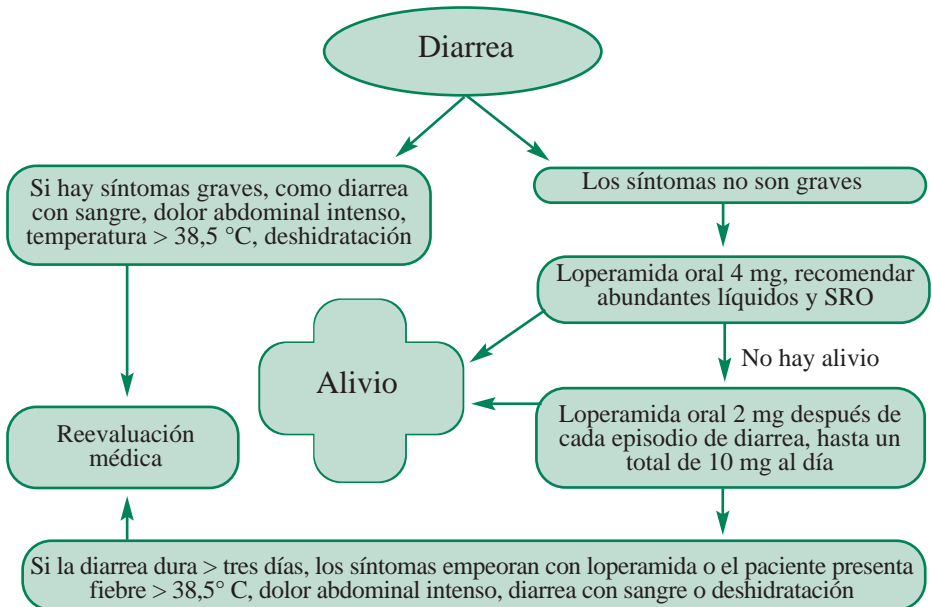 Diarrea
Si hay síntomas graves, como diarrea
con sangre, dolor abdominal intenso,
temperatura > 38,5 °C, deshidratación
Los síntomas no son graves
Loperamida oral 4 mg, recomendar
abundantes líquidos y SRO
No hay alivio
Alivio
Loperamida oral 2 mg después de
cada episodio de diarrea, hasta un
total de 10 mg al día
Reevaluación
médica
Si la diarrea dura > tres días, los síntomas empeoran con loperamida o el paciente presenta
fiebre > 38,5° C, dolor abdominal intenso, diarrea con sangre o deshidratación